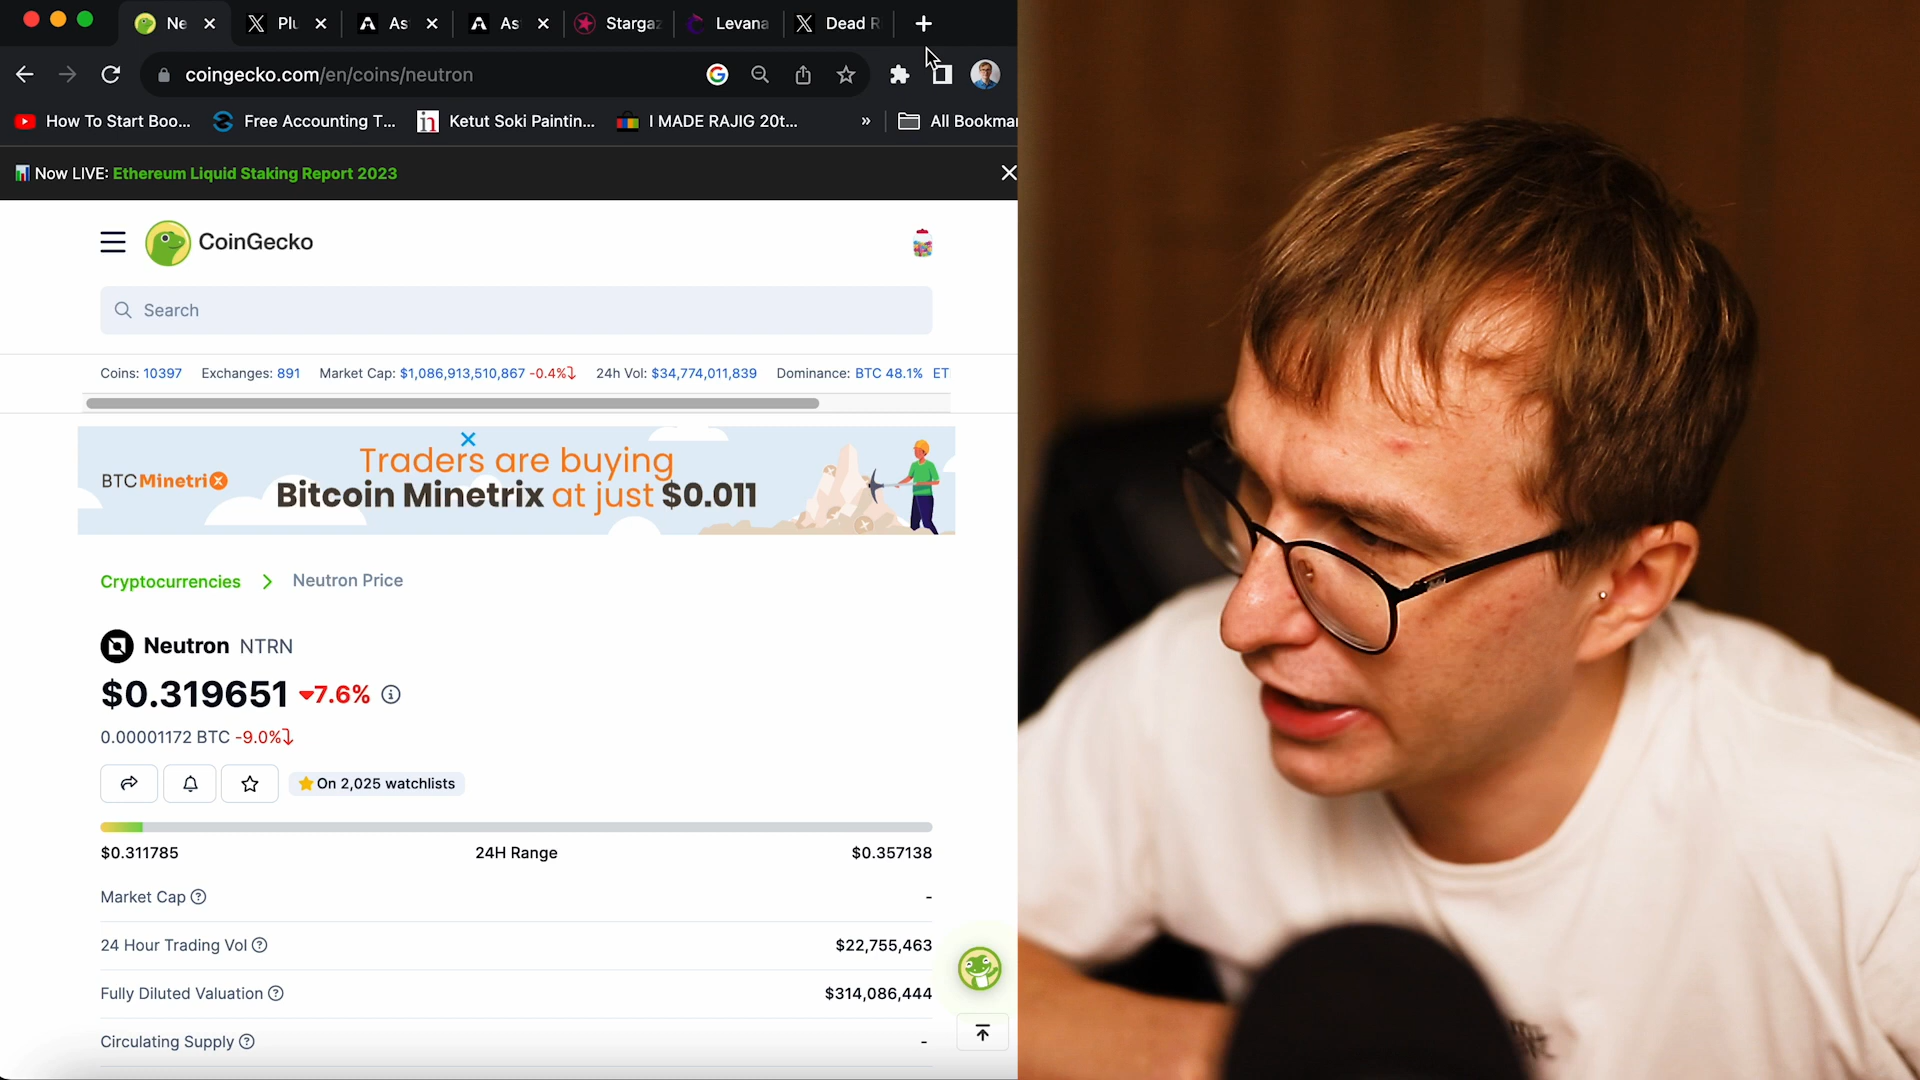 Ne
Plu
As
As
Stargaz
Levana
Dead R
coingecko.com/en/coins/neutron
How To Start Boo...
Free Accounting T...
in
Ketut Soki Paintin...
I MADE RAJIG 20t...
»
All Bookmar
Now LIVE: Ethereum Liquid Staking Report 2023
CoinGecko
Search
Coins: 10397 Exchanges: 891 Market Cap: $1,086,913,510,867 -0.4% 24h Vol: $34,774,011,839 Dominance: BTC 48.1% ET
BTCMinetrix
Traders are buying
Bitcoin Minetrix at just $0.011
Cryptocurrencies > Neutron Price
Neutron NTRN
$0.319651 7.6%
0.00001172 BTC -9.0%
On 2,025 watchlists
$0.311785 24H Range $0.357138
Market Cap -
24 Hour Trading Vol $22,755,463
Fully Diluted Valuation $314,086,444
Circulating Supply -